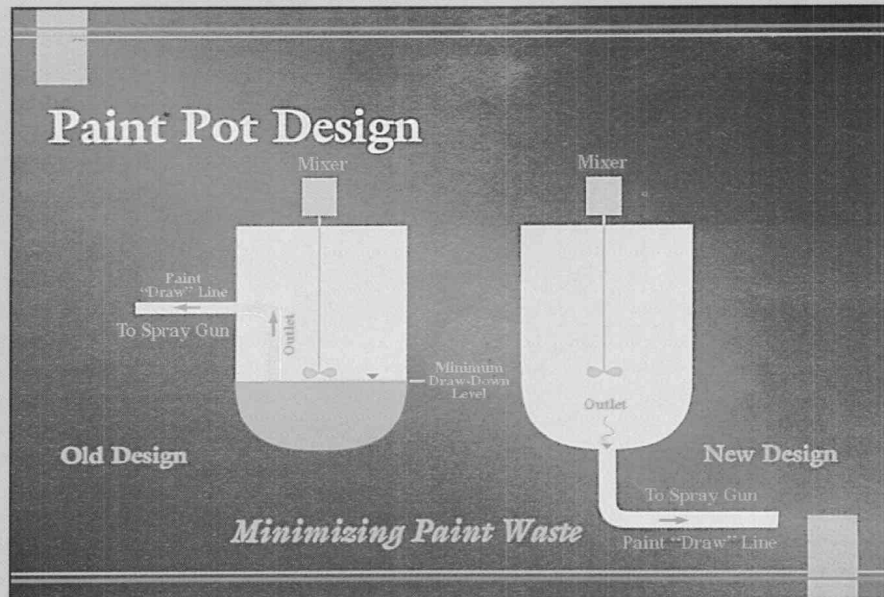 Paint Pot Design
Mixer
Mixer
Paint
"Draw" Line
To Spray Gun
Outlet
Minimum
Draw-Down
Level
Outlet
Old Design
New Design
To Spray Gun
Paint "Draw" Line
Minimizing Paint Waste